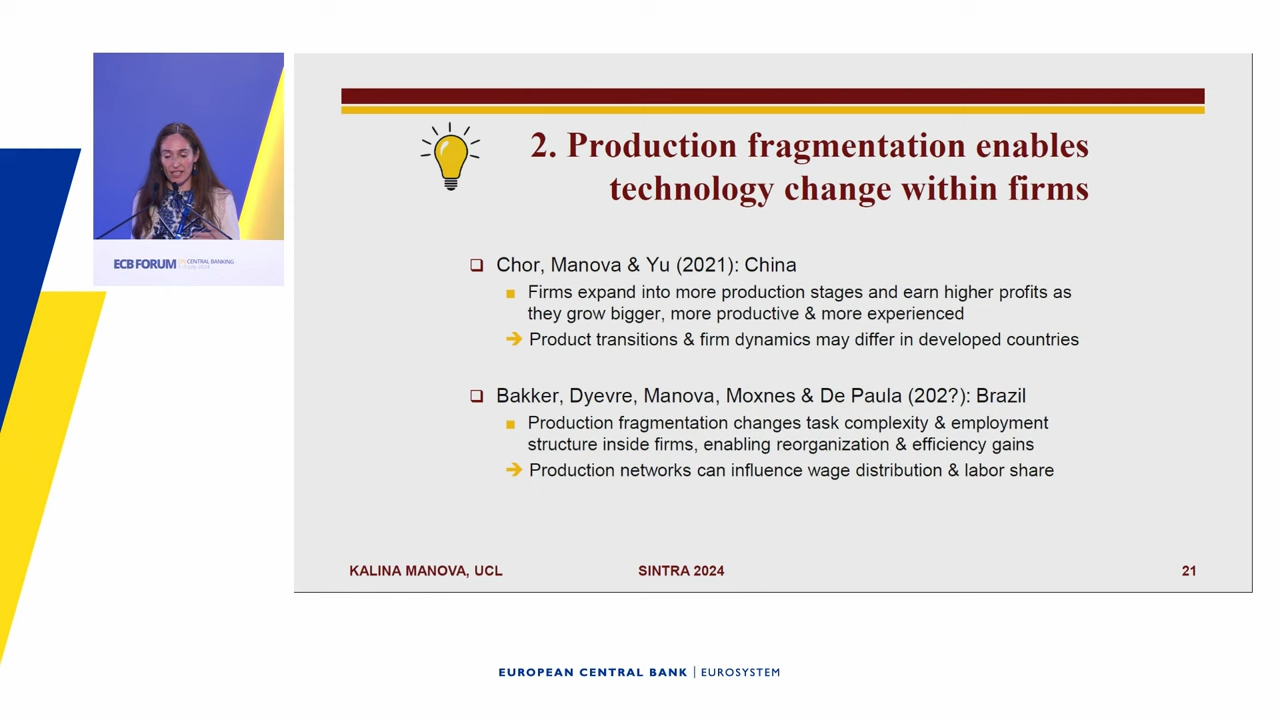 2. Production fragmentation enables
technology change within firms
❑ Chor, Manova & Yu (2021): China
■ Firms expand into more production stages and earn higher profits as
they grow bigger, more productive & more experienced
➔ Product transitions & firm dynamics may differ in developed countries
❑ Bakker, Dyevre, Manova, Moxnes & De Paula (202?): Brazil
■ Production fragmentation changes task complexity & employment
structure inside firms, enabling reorganization & efficiency gains
➔ Production networks can influence wage distribution & labor share
KALINA MANOVA, UCL SINTRA 2024 21
ECB FORUM ON CENTRAL BANKING
EUROPEAN CENTRAL BANK | EUROSYSTEM